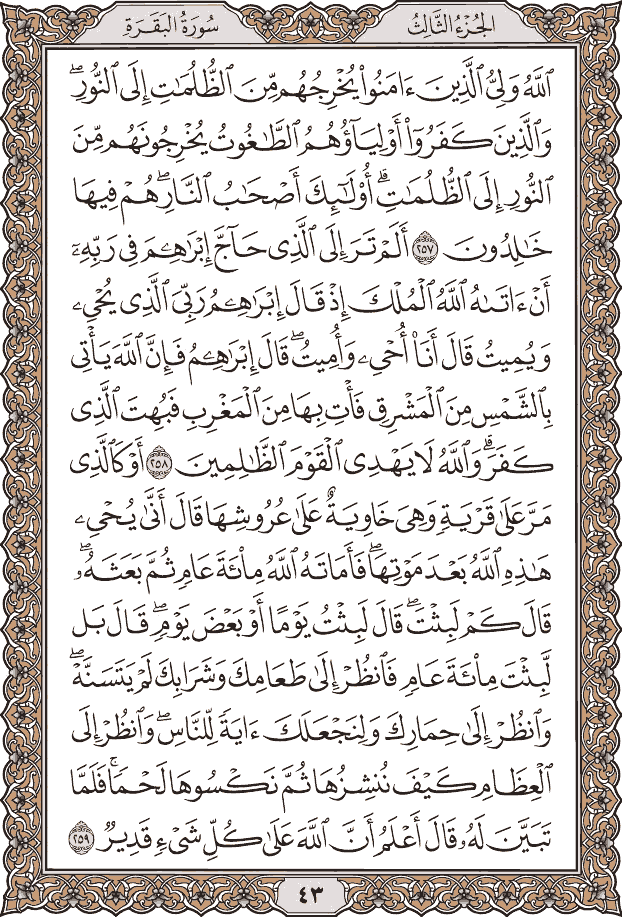 الجُزْءُ الثَّالِثُ
سُورَةُ البَقَرَةِ
ٱللَّهُ وَلِيُّ ٱلَّذِينَ ءَامَنُوا۟ يُخْرِجُهُم مِّنَ ٱلظُّلُمَٰتِ إِلَى ٱلنُّورِۖ
وَٱلَّذِينَ كَفَرُوٓا۟ أَوْلِيَآؤُهُمُ ٱلطَّٰغُوتُ يُخْرِجُونَهُم مِّنَ
ٱلنُّورِ إِلَى ٱلظُّلُمَٰتِۗ أُو۟لَٰٓئِكَ أَصْحَٰبُ ٱلنَّارِۖ هُمْ فِيهَا
خَٰلِدُونَ ٢٥٧ أَلَمْ تَرَ إِلَى ٱلَّذِى حَآجَّ إِبْرَٰهِـۧمَ فِى رَبِّهِۦٓ
أَنْ ءَاتَىٰهُ ٱللَّهُ ٱلْمُلْكَ إِذْ قَالَ إِبْرَٰهِـۧمُ رَبِّىَ ٱلَّذِى يُحْىِۦ
وَيُمِيتُ قَالَ أَنَا۠ أُحْىِۦ وَأُمِيتُۖ قَالَ إِبْرَٰهِـۧمُ فَإِنَّ ٱللَّهَ يَأْتِى
بِٱلشَّمْسِ مِنَ ٱلْمَشْرِقِ فَأْتِ بِهَا مِنَ ٱلْمَغْرِبِ فَبُهِتَ ٱلَّذِى
كَفَرَۗ وَٱللَّهُ لَا يَهْدِى ٱلْقَوْمَ ٱلظَّٰلِمِينَ ٢٥٨ أَوْ كَٱلَّذِى
مَرَّ عَلَىٰ قَرْيَةٍ وَهِىَ خَاوِيَةٌ عَلَىٰ عُرُوشِهَا قَالَ أَنَّىٰ يُحْىِۦ
هَٰذِهِ ٱللَّهُ بَعْدَ مَوْتِهَاۖ فَأَمَاتَهُ ٱللَّهُ مِا۟ئَةَ عَامٍ ثُمَّ بَعَثَهُۥۖ
قَالَ كَمْ لَبِثْتَۖ قَالَ لَبِثْتُ يَوْمًا أَوْ بَعْضَ يَوْمٍۖ قَالَ بَل
لَّبِثْتَ مِا۟ئَةَ عَامٍ فَٱنظُرْ إِلَىٰ طَعَامِكَ وَشَرَابِكَ لَمْ يَتَسَنَّهْۖ
وَٱنظُرْ إِلَىٰ حِمَارِكَ وَلِنَجْعَلَكَ ءَايَةً لِّلنَّاسِۖ وَٱنظُرْ إِلَى
ٱلْعِظَامِ كَيْفَ نُنشِزُهَا ثُمَّ نَكْسُوهَا لَحْمًاۚ فَلَمَّا
تَبَيَّنَ لَهُۥ قَالَ أَعْلَمُ أَنَّ ٱللَّهَ عَلَىٰ كُلِّ شَىْءٍ قَدِيرٌ ٢٥٩
٤٣